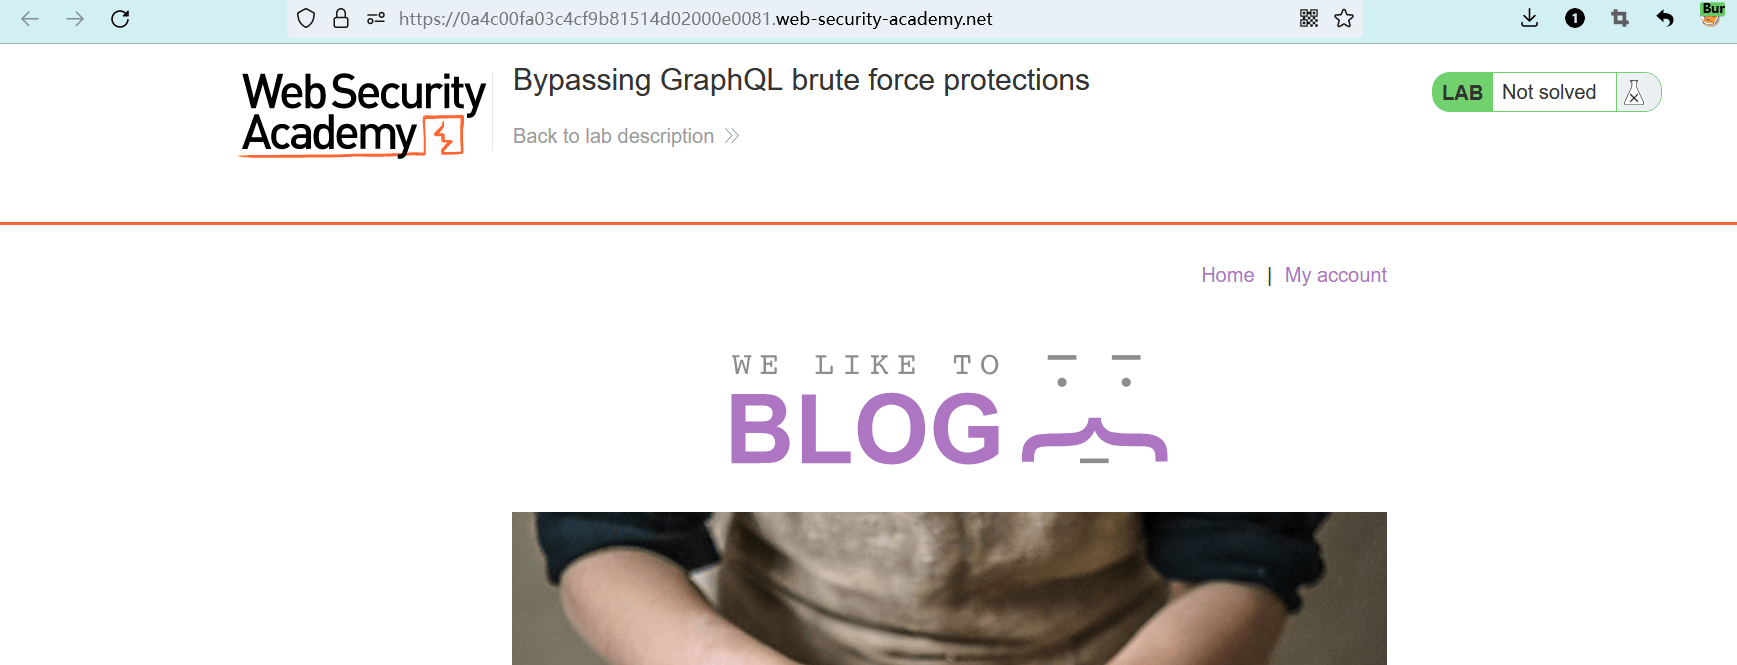 https://0a4c00fa03c4cf9b81514d02000e0081.web-security-academy.net
1
Bur
Web Security
Academy
Bypassing GraphQL brute force protections
Back to lab description
LAB Not solved
Home | My account
WE LIKE TO
BLOG